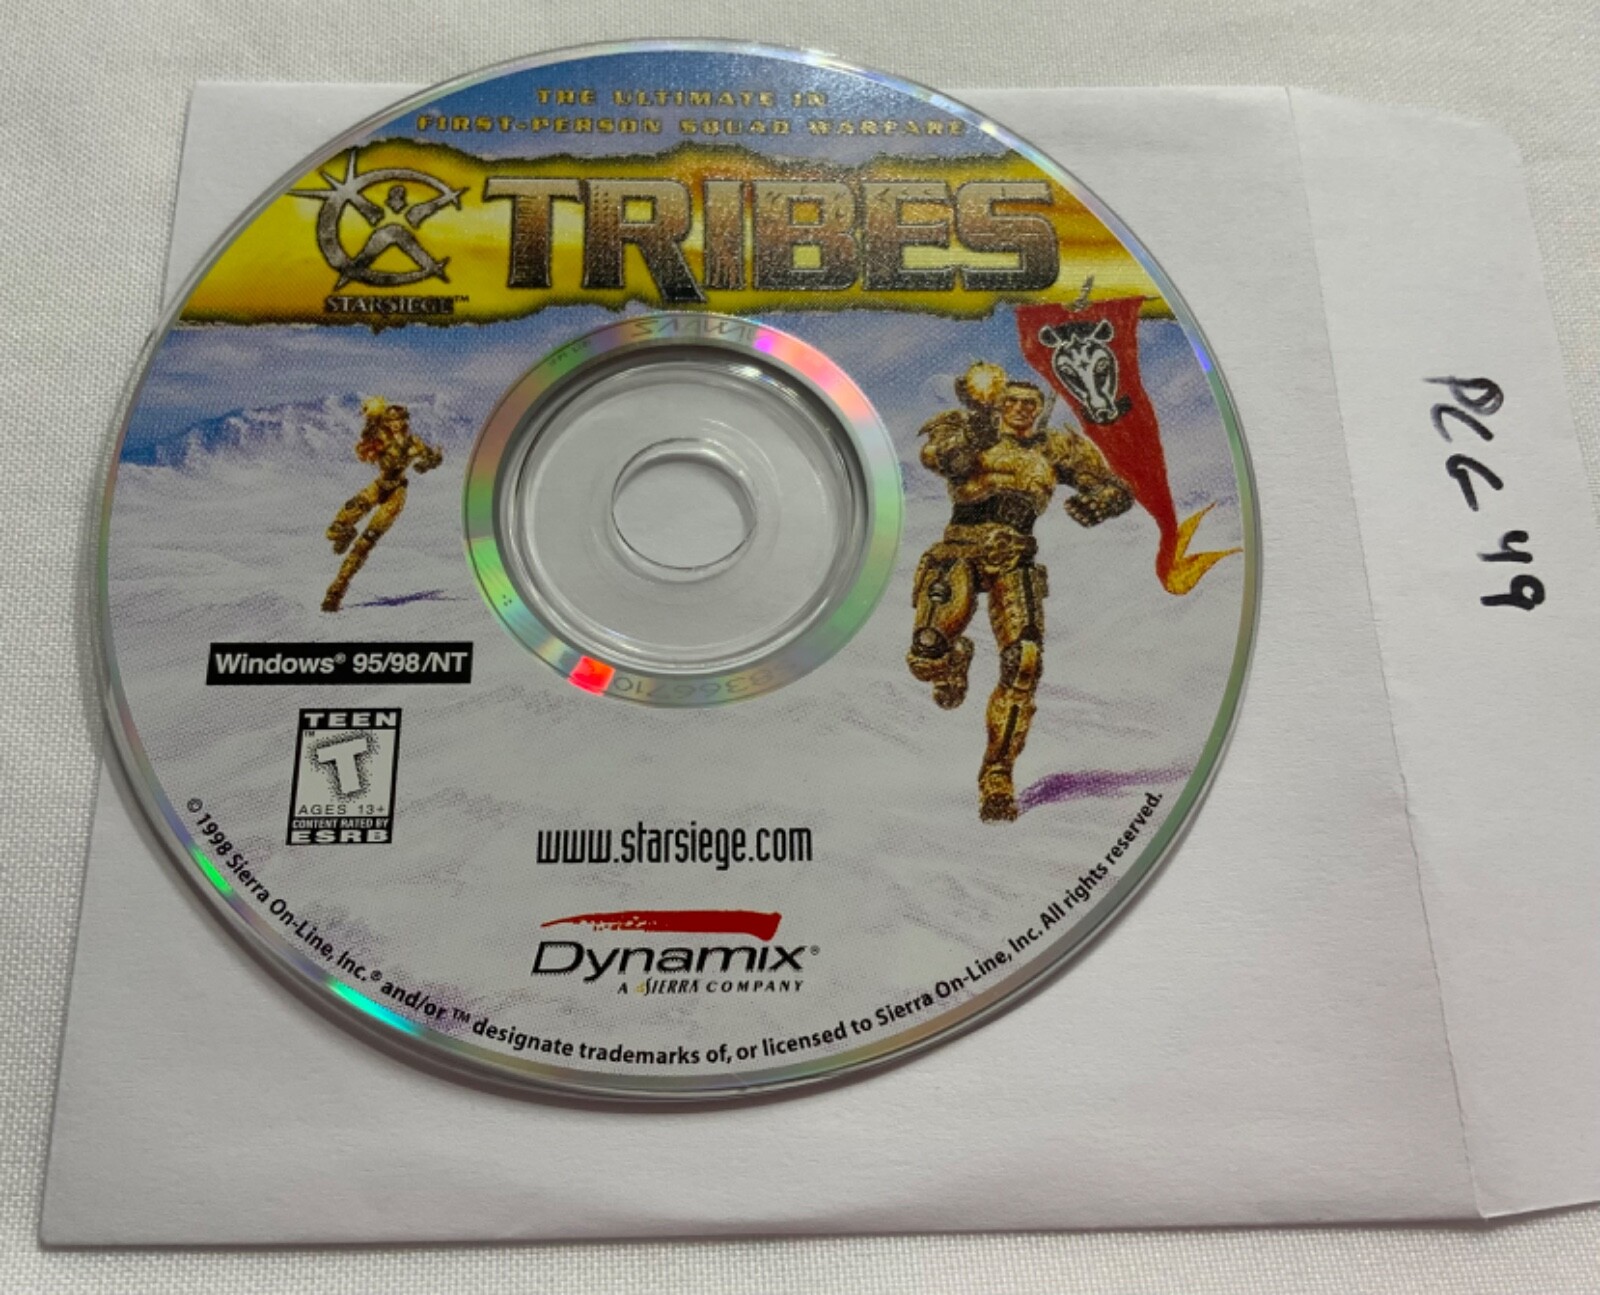 THE ULTIMATE IN
FIRST-PERSON SQUAD WARFARE
TRIBES
STARSIEGE™
Windows® 95/98/NT
TEEN
T™
AGES 13+
CONTENT RATED BY
ESRB
www.starsiege.com
Dynamix®
A SIERRA COMPANY
© 1998 Sierra On-Line, Inc. ® and/or ™ designate trademarks of, or licensed to Sierra On-Line, Inc. All rights reserved.
PCG-49